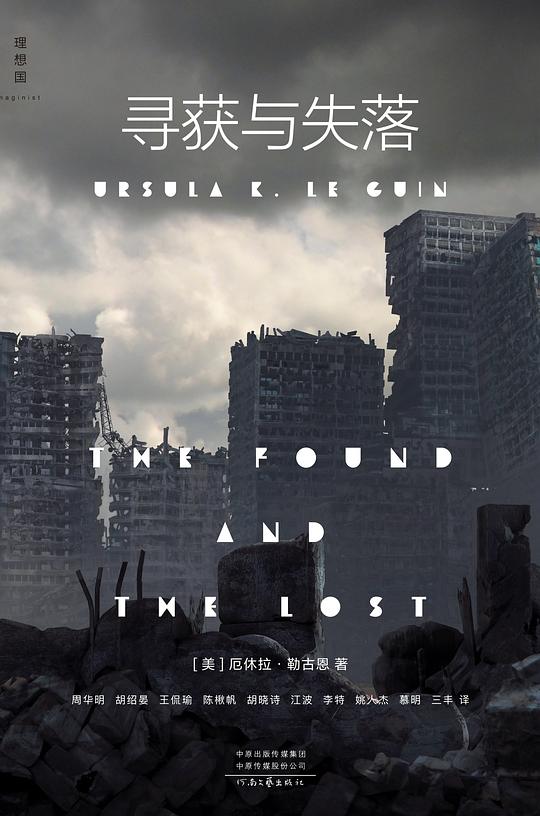 理
想
国
maginist
寻获与失落
URSULA K. LE GUIN
THE FOUND
AND
THE LOST
[美] 厄休拉·勒古恩 著
周华明 胡绍晏 王侃瑜 陈楸帆 胡晓诗 江波 李特 姚人杰 慕明 三丰 译
中原出版传媒集团
中原传媒股份公司
河南文艺出版社